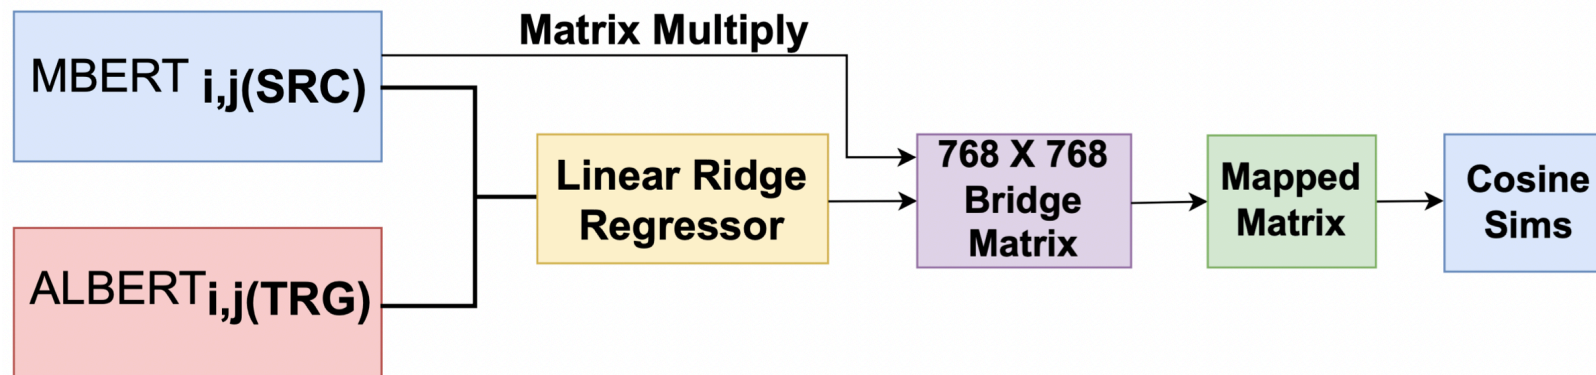 Matrix Multiply
MBERT i,j(SRC)
ALBERTi,j(TRG)
Linear Ridge
Regressor
768 X 768
Bridge
Matrix
Mapped
Matrix
Cosine
Sims